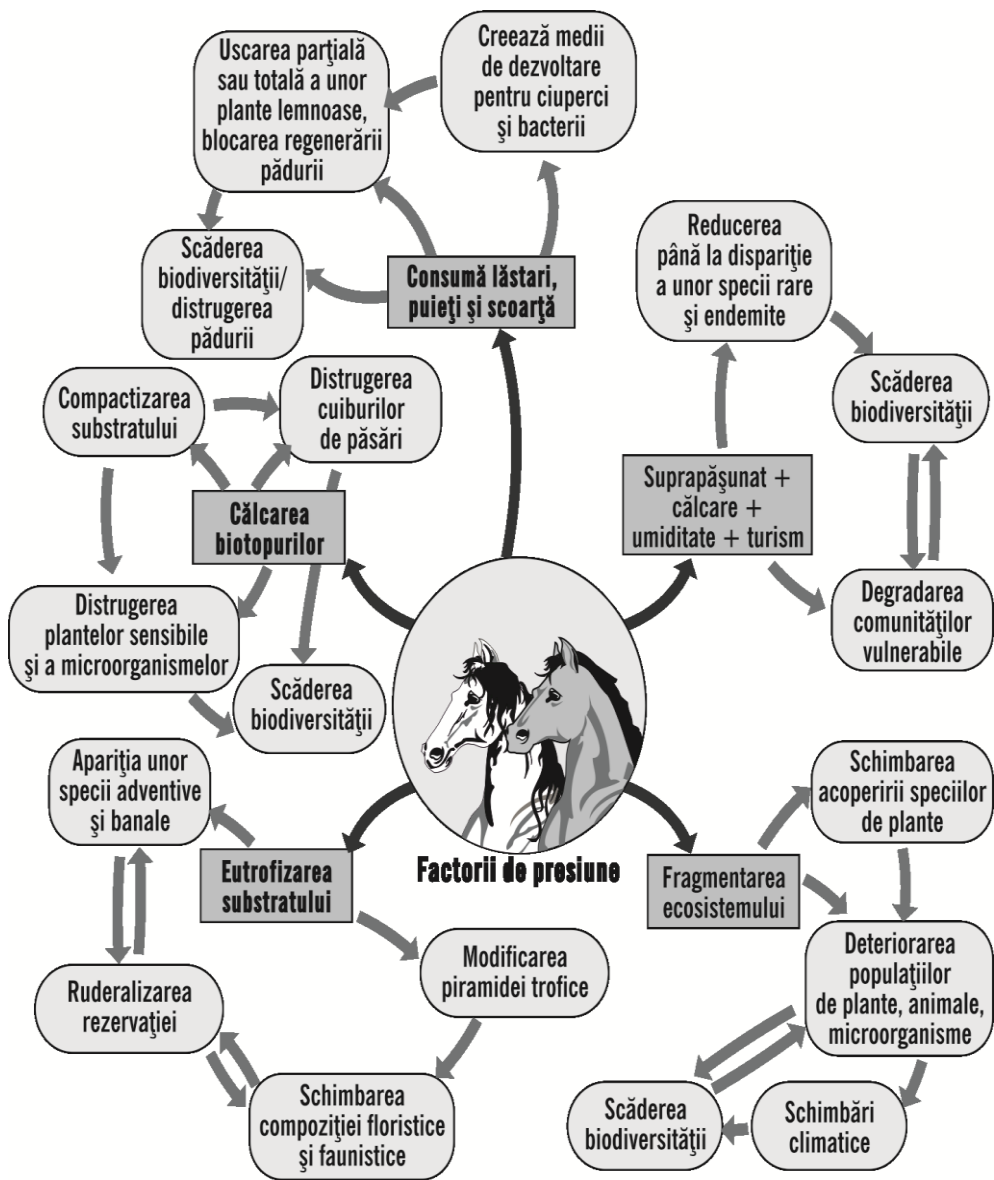 Uscarea parţială
sau totală a unor
plante lemnoase,
blocarea regenerării
pădurii
Creează medii
de dezvoltare
pentru ciuperci
şi bacterii
Scăderea
biodiversităţii/
distrugerea
pădurii
Consumă lăstari,
puieţi şi scoarţă
Reducerea
până la dispariţie
a unor specii rare
şi endemite
Scăderea
biodiversităţii
Compactizarea
substratului
Distrugerea
cuiburilor
de păsări
Călcarea
biotopurilor
Suprapăşunat +
călcare +
umiditate + turism
Distrugerea
plantelor sensibile
şi a microorganismelor
Scăderea
biodiversităţii
Degradarea
comunităţilor
vulnerabile
Apariţia unor
specii adventive
şi banale
Eutrofizarea
substratului
Factorii de presiune
Fragmentarea
ecosistemului
Schimbarea
acoperirii speciilor
de plante
Modificarea
piramidei trofice
Ruderalizarea
rezervaţiei
Schimbarea
compoziţiei floristice
şi faunistice
Deteriorarea
populaţiilor
de plante, animale,
microorganisme
Scăderea
biodiversităţii
Schimbări
climatice